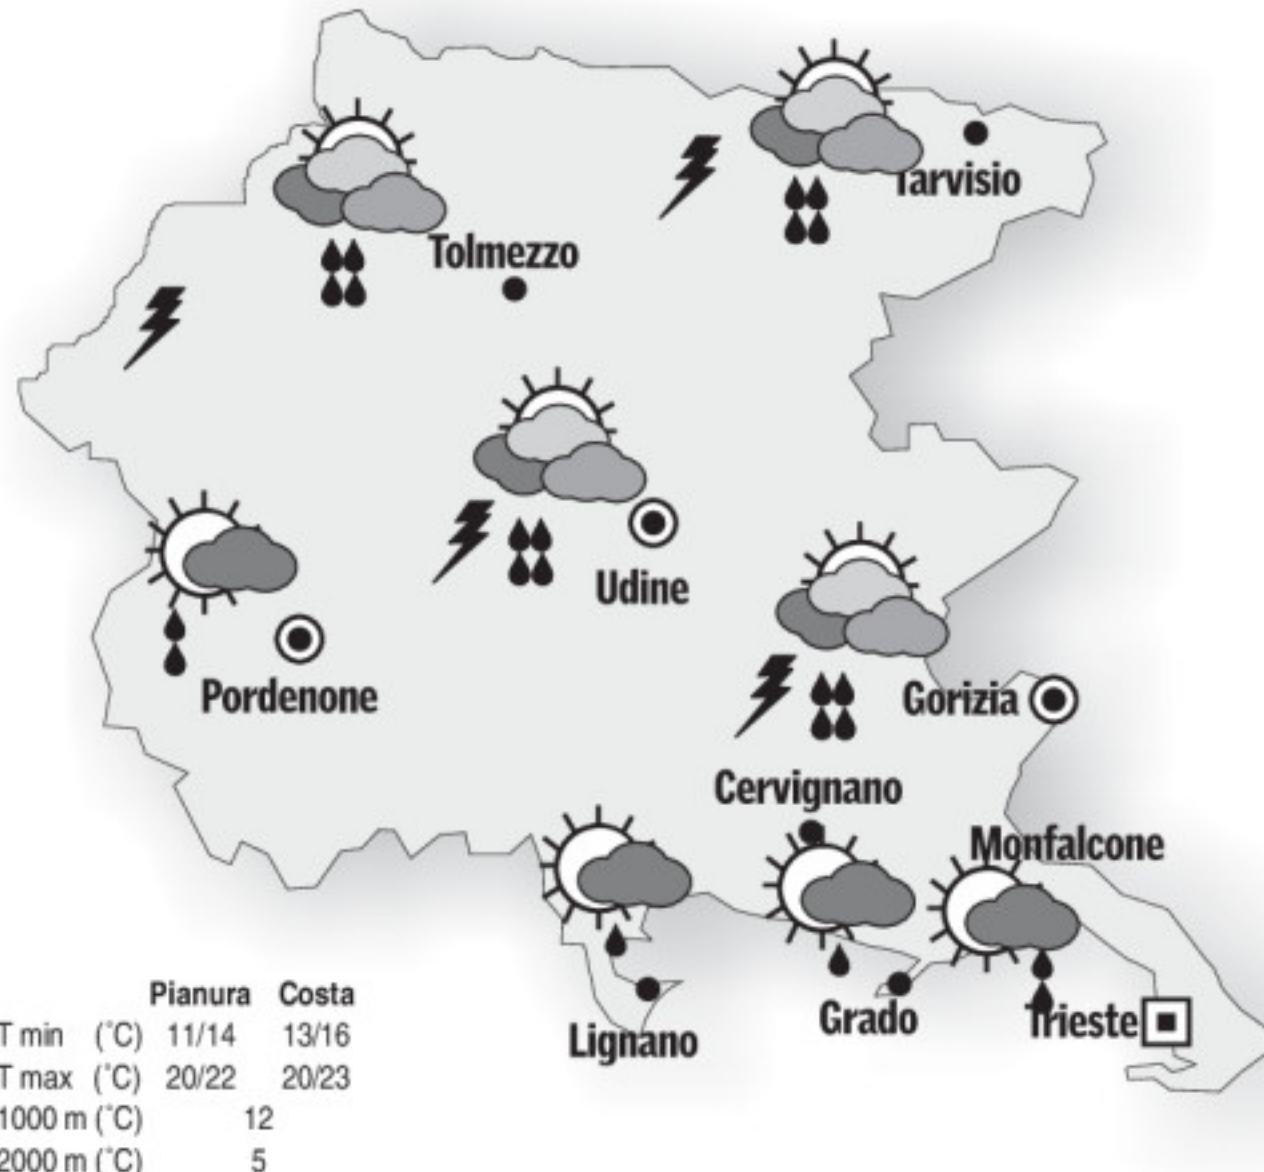 Tarvisio
Tolmezzo
Udine
Pordenone
Gorizia
Cervignano
Monfalcone
Grado
Trieste
Lignano
Pianura Costa
T min (°C) 11/14 13/16
T max (°C) 20/22 20/23
1000 m (°C) 12
2000 m (°C) 5